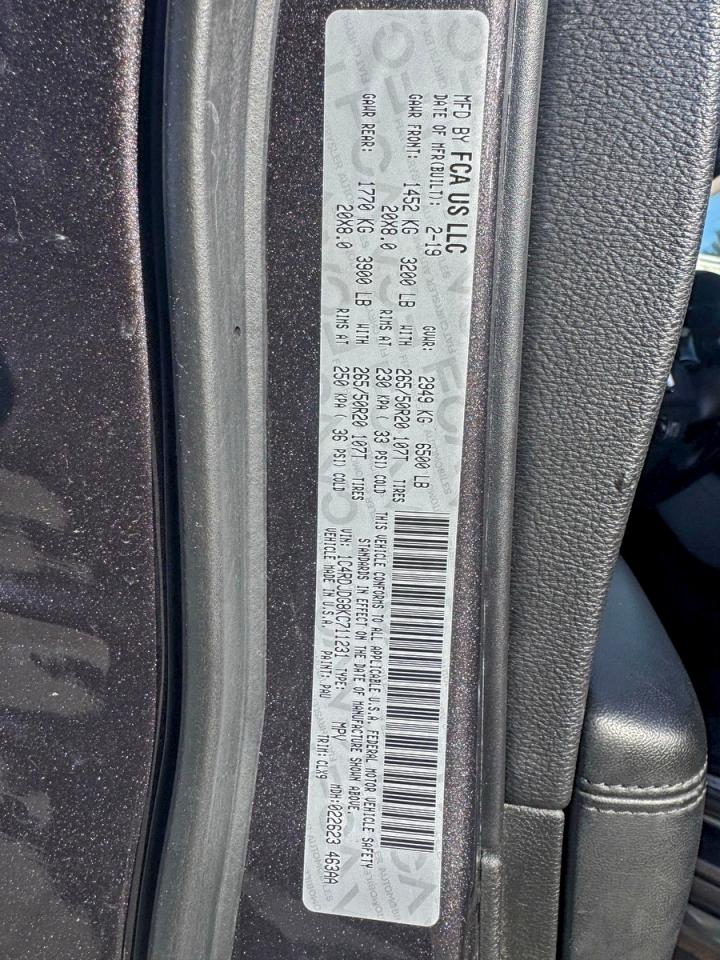 MFD BY FCA US LLC
DATE OF MFR(BUILT): 2-19 GVWR: 2949 KG 6500 LB
GAWR FRONT: 1452 KG 3200 LB WITH 265/50R20 107T TIRES
20X8.0 RIMS AT 230 KPA ( 33 PSI) COLD
GAWR REAR: 1770 KG 3900 LB WITH 265/50R20 107T TIRES
20X8.0 RIMS AT 250 KPA ( 36 PSI) COLD
THIS VEHICLE CONFORMS TO ALL APPLICABLE U.S.A. FEDERAL MOTOR VEHICLE SAFETY
STANDARDS IN EFFECT ON THE DATE OF MANUFACTURE SHOWN ABOVE.
VIN: 1C4RDJDG8KC711231 TYPE: MPV MDH:022623 463AA
VEHICLE MADE IN U.S.A. PAINT: PAU TRIM: CLX9